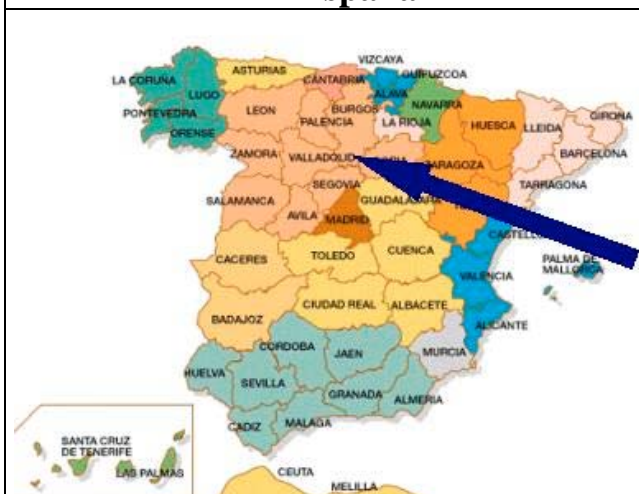 VIZCAYA
ASTURIAS
CANTABRIA
GUIPUZCOA
LA CORUÑA
LUGO
ALAVA
NAVARRA
LEON
BURGOS
PONTEVEDRA
PALENCIA
LA RIOJA
HUESCA
LLEIDA
GIRONA
ORENSE
ZAMORA
VALLADOLID
ZARAGOZA
BARCELONA
SEGOVIA
SALAMANCA
GUADALAJARA
TARRAGONA
AVILA
MADRID
TOLEDO
CUENCA
CACERES
PALMA DE
MALLORCA
VALENCIA
CIUDAD REAL
ALBACETE
BADAJOZ
ALICANTE
CORDOBA
JAEN
MURCIA
HUELVA
SEVILLA
GRANADA
ALMERIA
CADIZ
MALAGA
SANTA CRUZ
DE TENERIFE
LAS PALMAS
CEUTA
MELILLA